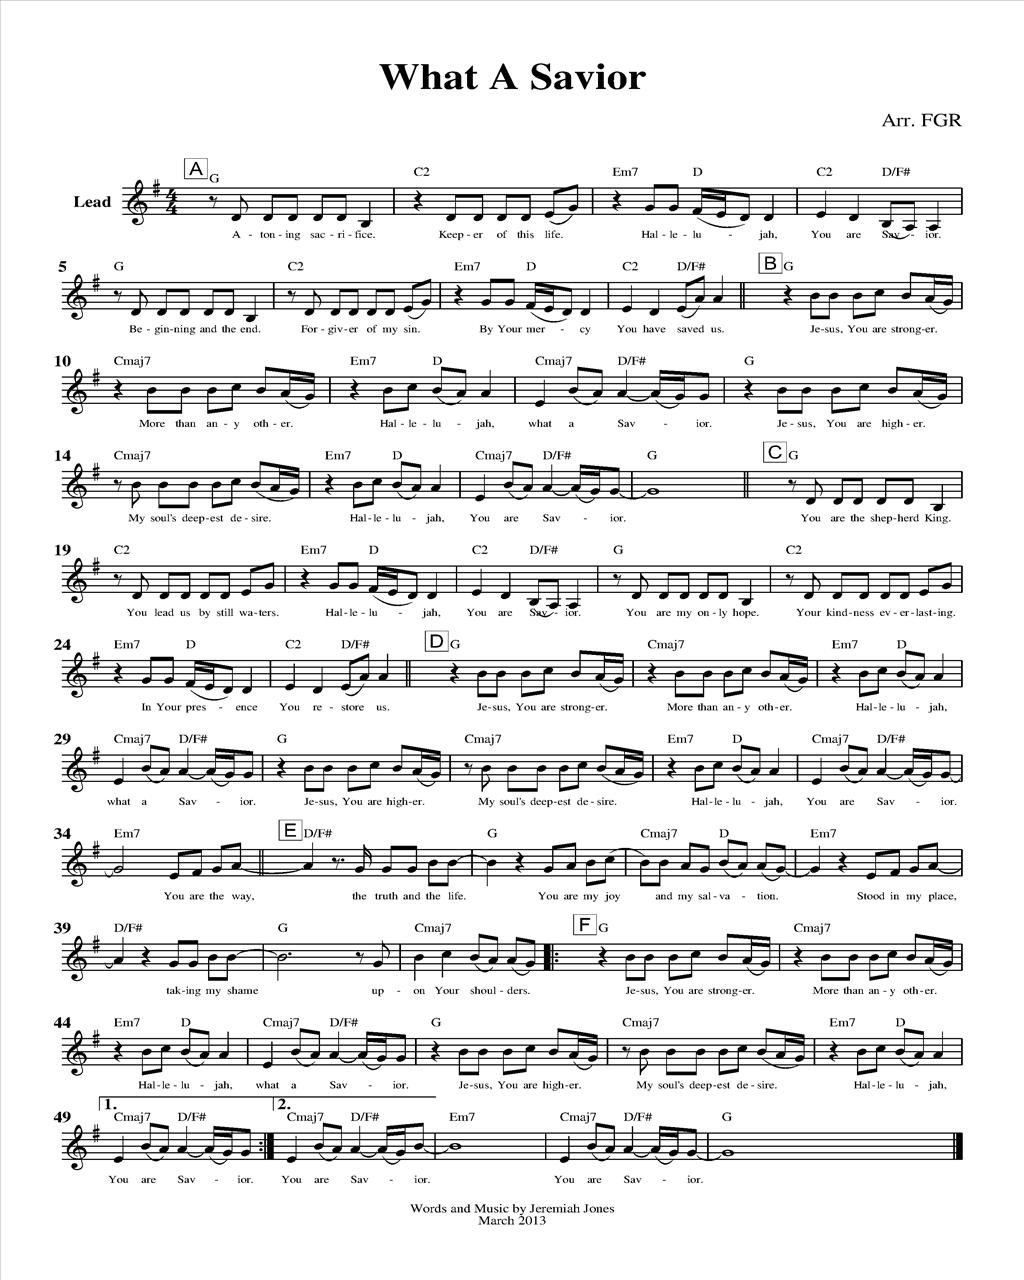 What A Savior
Arr. FGR
A G C2 Em7 D C2 D/F#
Lead
A - ton - ing sac - ri - fice. Keep - er of this life. Hal - le - lu - jah, You are Sav - ior.
5 G C2 Em7 D C2 D/F# B G
Be - gin - ning and the end. For - giv - er of my sin. By Your mer - cy You have saved us. Je - sus, You are strong - er.
10 Cmaj7 Em7 D Cmaj7 D/F# G
More than an - y oth - er. Hal - le - lu - jah, what a Sav - ior. Je - sus, You are high - er.
14 Cmaj7 Em7 D Cmaj7 D/F# G C G
My soul's deep - est de - sire. Hal - le - lu - jah, You are Sav - ior. You are the shep - herd King.
19 C2 Em7 D C2 D/F# G C2
You lead us by still wa - ters. Hal - le - lu - jah, You are Sav - ior. You are my on - ly hope. Your kind - ness ev - er - last - ing.
24 Em7 D C2 D/F# D G Cmaj7 Em7 D
In Your pres - ence You re - store us. Je - sus, You are strong - er. More than an - y oth - er. Hal - le - lu - jah,
29 Cmaj7 D/F# G Cmaj7 Em7 D Cmaj7 D/F#
what a Sav - ior. Je - sus, You are high - er. My soul's deep - est de - sire. Hal - le - lu - jah, You are Sav - ior.
34 Em7 E D/F# G Cmaj7 D Em7
You are the way, the truth and the life. You are my joy and my sal - va - tion. Stood in my place,
39 D/F# G Cmaj7 F G Cmaj7
tak - ing my shame up - on Your shoul - ders. Je - sus, You are strong - er. More than an - y oth - er.
44 Em7 D Cmaj7 D/F# G Cmaj7 Em7 D
Hal - le - lu - jah, what a Sav - ior. Je - sus, You are high - er. My soul's deep - est de - sire. Hal - le - lu - jah,
1. 2.
49 Cmaj7 D/F# Cmaj7 D/F# Em7 Cmaj7 D/F# G
You are Sav - ior. You are Sav - ior. You are Sav - ior.
Words and Music by Jeremiah Jones
March 2013